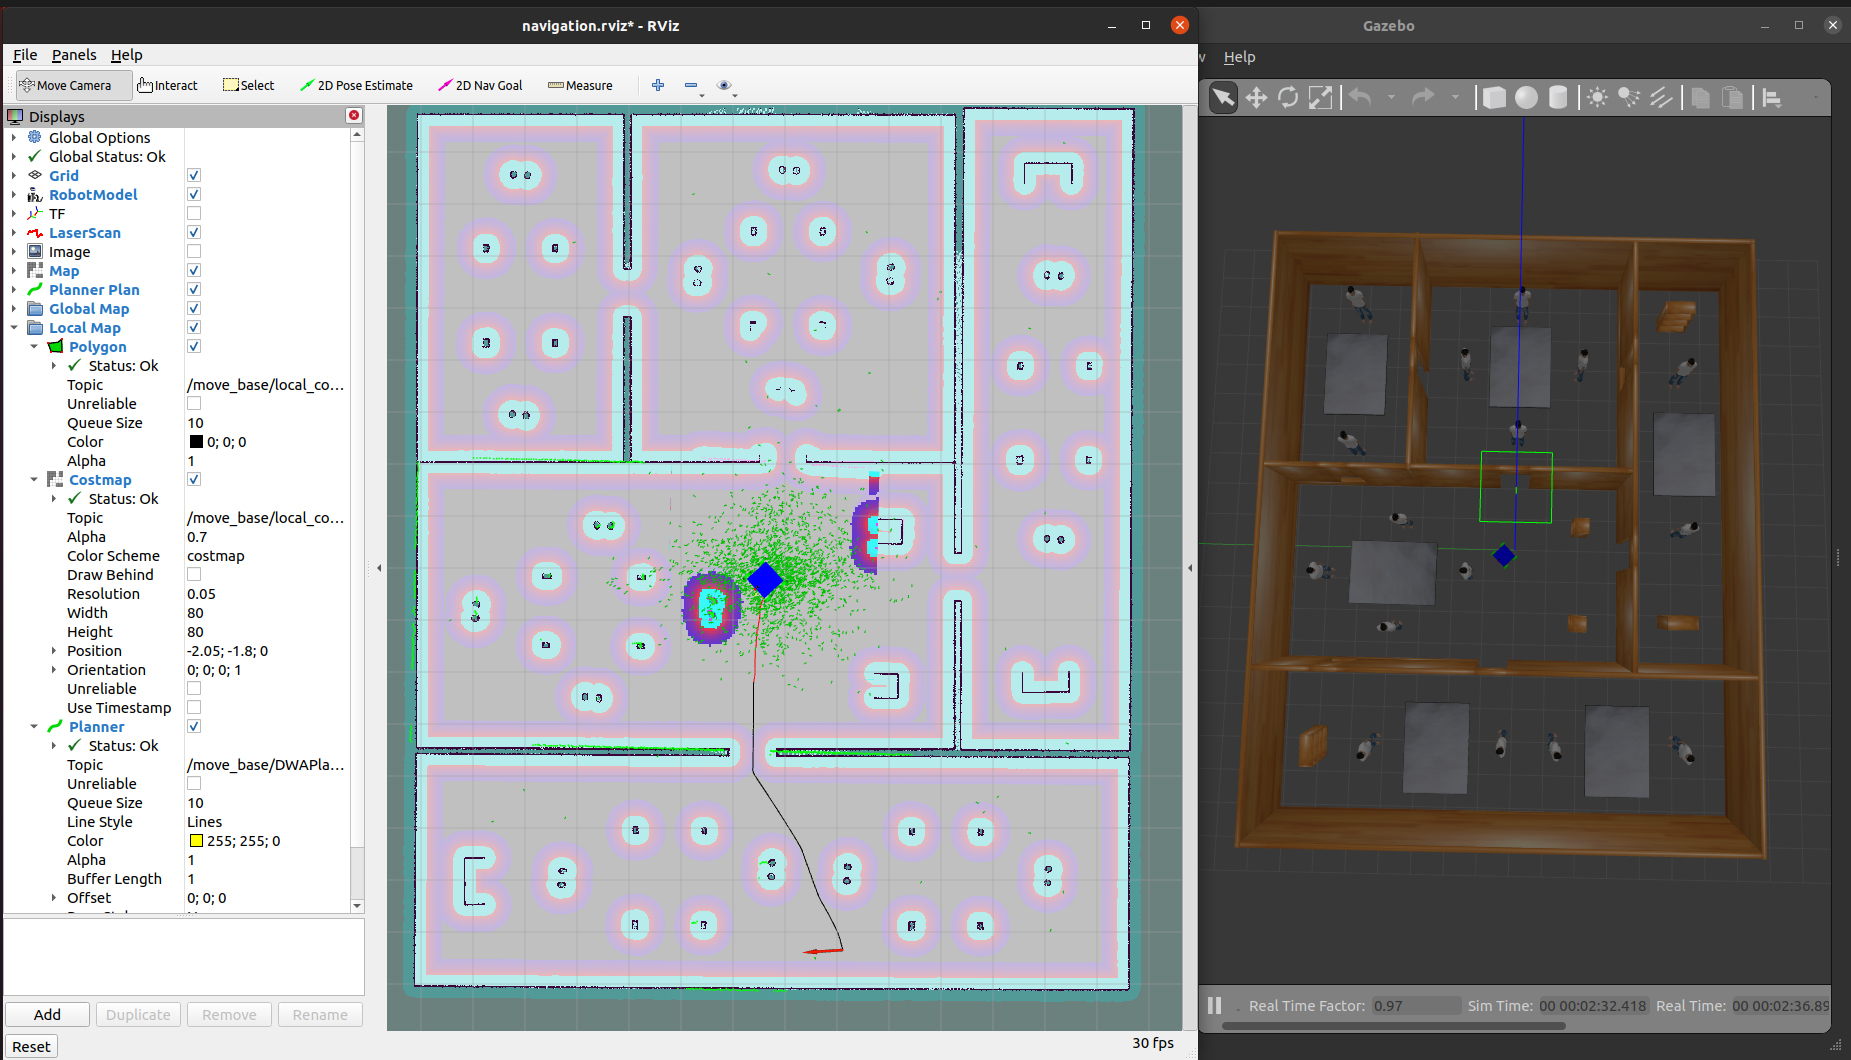 navigation.rviz* - RViz
File Panels Help
Move Camera Interact Select 2D Pose Estimate 2D Nav Goal Measure
Displays
Global Options
Global Status: Ok
Grid
RobotModel
TF
LaserScan
Image
Map
Planner Plan
Global Map
Local Map
Polygon
Status: Ok
Topic /move_base/local_co...
Unreliable
Queue Size 10
Color 0; 0; 0
Alpha 1
Costmap
Status: Ok
Topic /move_base/local_co...
Alpha 0.7
Color Scheme costmap
Draw Behind
Resolution 0.05
Width 80
Height 80
Position -2.05; -1.8; 0
Orientation 0; 0; 0; 1
Unreliable
Use Timestamp
Planner
Status: Ok
Topic /move_base/DWAPla...
Unreliable
Queue Size 10
Line Style Lines
Color 255; 255; 0
Alpha 1
Buffer Length 1
Offset 0; 0; 0
Add Duplicate Remove Rename
Reset
30 fps
Gazebo
w Help
Real Time Factor: 0.97 Sim Time: 00 00:02:32.418 Real Time: 00 00:02:36.89